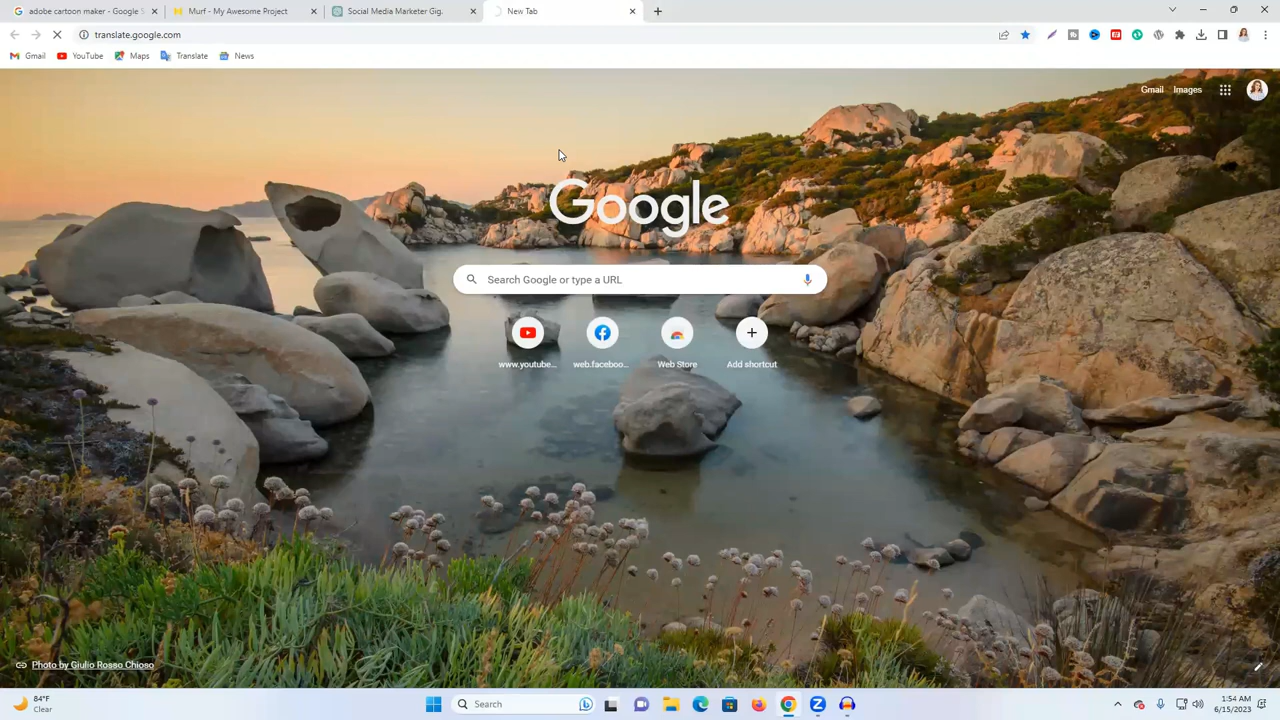 adobe cartoon maker - Google S
Murf - My Awesome Project
Social Media Marketer Gig.
New Tab
translate.google.com
Gmail
YouTube
Maps
Translate
News
Gmail
Images
Google
Search Google or type a URL
www.youtube...
web.faceboo...
Web Store
Add shortcut
Photo by Giulio Rosso Chioso
84°F
Clear
Search
1:54 AM
6/15/2023